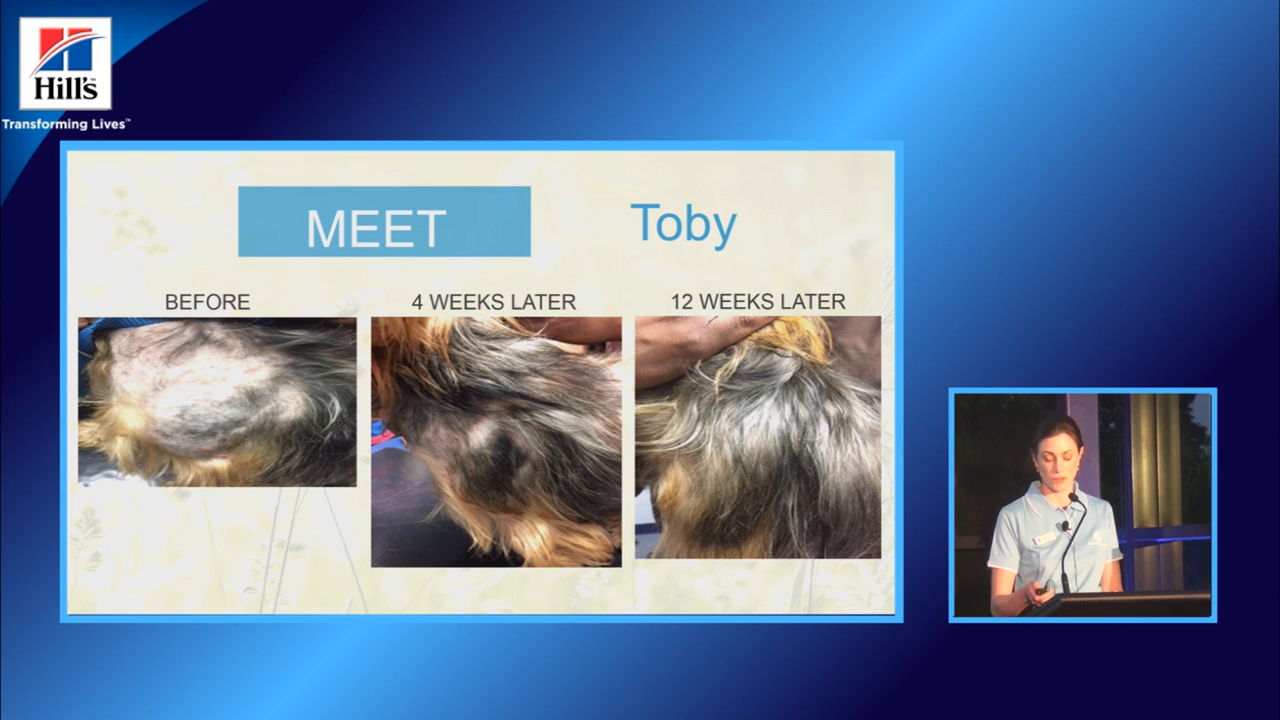 Hill's
Transforming Lives™
MEET
Toby
BEFORE
4 WEEKS LATER
12 WEEKS LATER